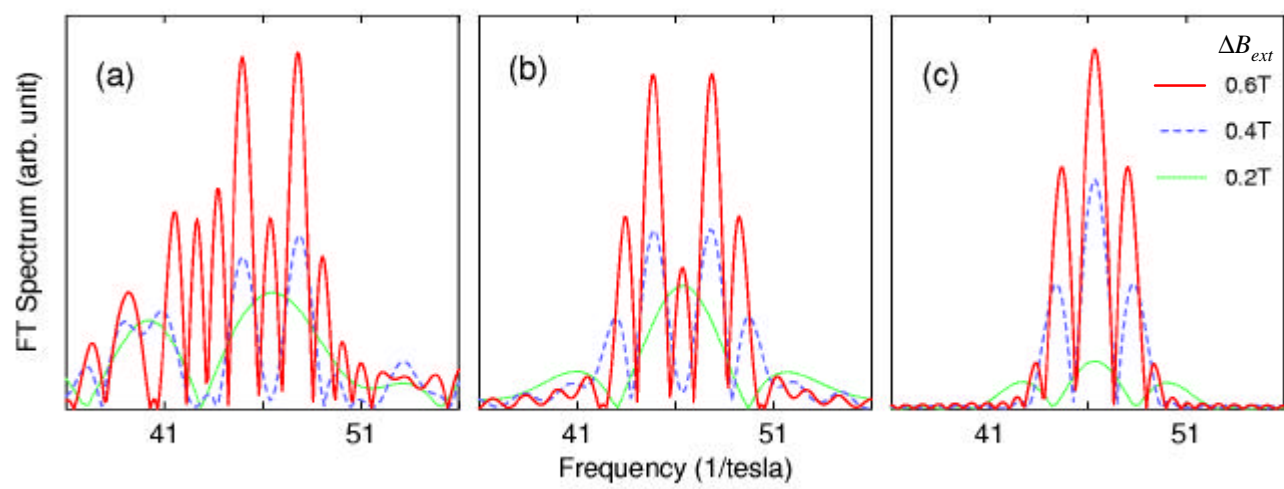 (a)
(b)
(c)
ΔB_ext
0.6T
0.4T
0.2T
FT Spectrum (arb. unit)
41
51
41
51
41
51
Frequency (1/tesla)